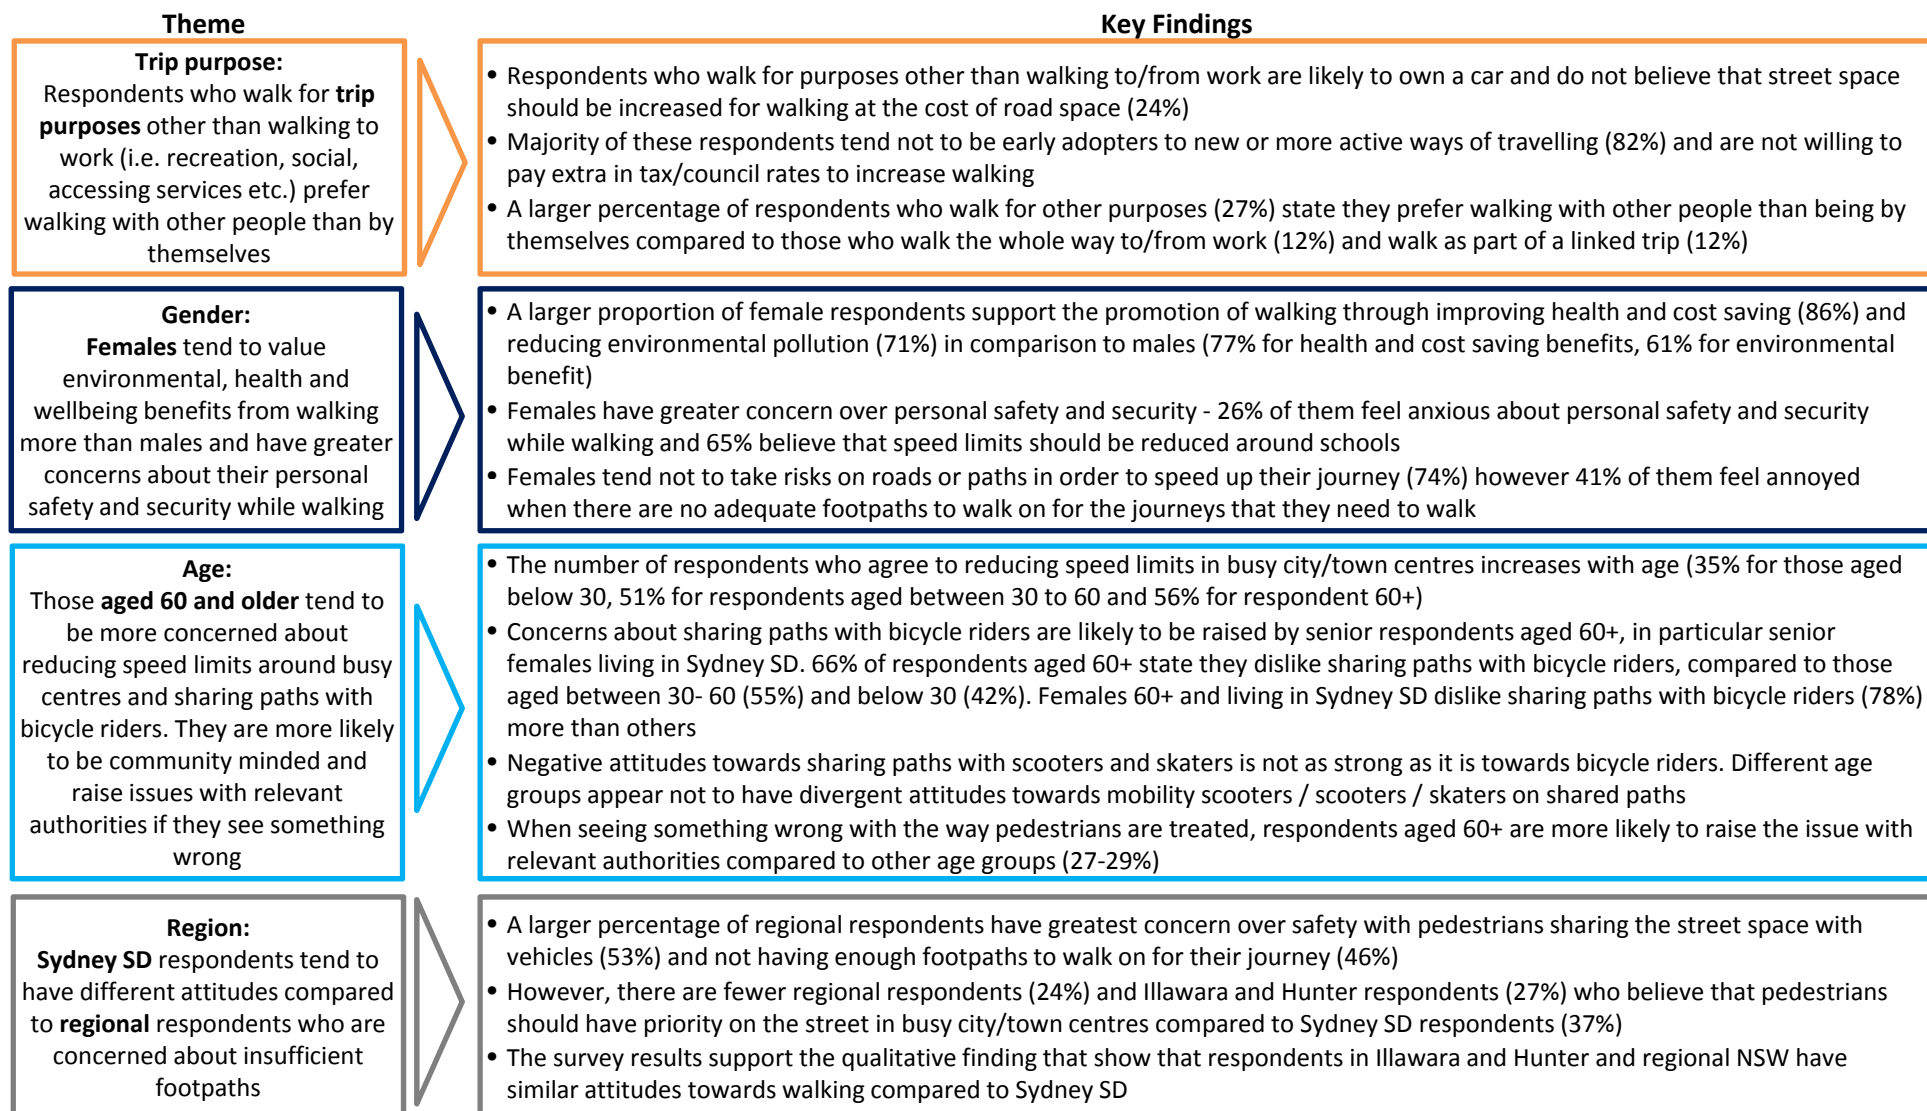 Theme
Key Findings
Trip purpose:
Respondents who walk for trip
purposes other than walking to
work (i.e. recreation, social,
accessing services etc.) prefer
walking with other people than by
themselves
• Respondents who walk for purposes other than walking to/from work are likely to own a car and do not believe that street space
should be increased for walking at the cost of road space (24%)
• Majority of these respondents tend not to be early adopters to new or more active ways of travelling (82%) and are not willing to
pay extra in tax/council rates to increase walking
• A larger percentage of respondents who walk for other purposes (27%) state they prefer walking with other people than being by
themselves compared to those who walk the whole way to/from work (12%) and walk as part of a linked trip (12%)
Gender:
Females tend to value
environmental, health and
wellbeing benefits from walking
more than males and have greater
concerns about their personal
safety and security while walking
• A larger proportion of female respondents support the promotion of walking through improving health and cost saving (86%) and
reducing environmental pollution (71%) in comparison to males (77% for health and cost saving benefits, 61% for environmental
benefit)
• Females have greater concern over personal safety and security - 26% of them feel anxious about personal safety and security
while walking and 65% believe that speed limits should be reduced around schools
• Females tend not to take risks on roads or paths in order to speed up their journey (74%) however 41% of them feel annoyed
when there are no adequate footpaths to walk on for the journeys that they need to walk
Age:
Those aged 60 and older tend to
be more concerned about
reducing speed limits around busy
centres and sharing paths with
bicycle riders. They are more likely
to be community minded and
raise issues with relevant
authorities if they see something
wrong
• The number of respondents who agree to reducing speed limits in busy city/town centres increases with age (35% for those aged
below 30, 51% for respondents aged between 30 to 60 and 56% for respondent 60+)
• Concerns about sharing paths with bicycle riders are likely to be raised by senior respondents aged 60+, in particular senior
females living in Sydney SD. 66% of respondents aged 60+ state they dislike sharing paths with bicycle riders, compared to those
aged between 30- 60 (55%) and below 30 (42%). Females 60+ and living in Sydney SD dislike sharing paths with bicycle riders (78%)
more than others
• Negative attitudes towards sharing paths with scooters and skaters is not as strong as it is towards bicycle riders. Different age
groups appear not to have divergent attitudes towards mobility scooters / scooters / skaters on shared paths
• When seeing something wrong with the way pedestrians are treated, respondents aged 60+ are more likely to raise the issue with
relevant authorities compared to other age groups (27-29%)
Region:
Sydney SD respondents tend to
have different attitudes compared
to regional respondents who are
concerned about insufficient
footpaths
• A larger percentage of regional respondents have greatest concern over safety with pedestrians sharing the street space with
vehicles (53%) and not having enough footpaths to walk on for their journey (46%)
• However, there are fewer regional respondents (24%) and Illawara and Hunter respondents (27%) who believe that pedestrians
should have priority on the street in busy city/town centres compared to Sydney SD respondents (37%)
• The survey results support the qualitative finding that show that respondents in Illawara and Hunter and regional NSW have
similar attitudes towards walking compared to Sydney SD